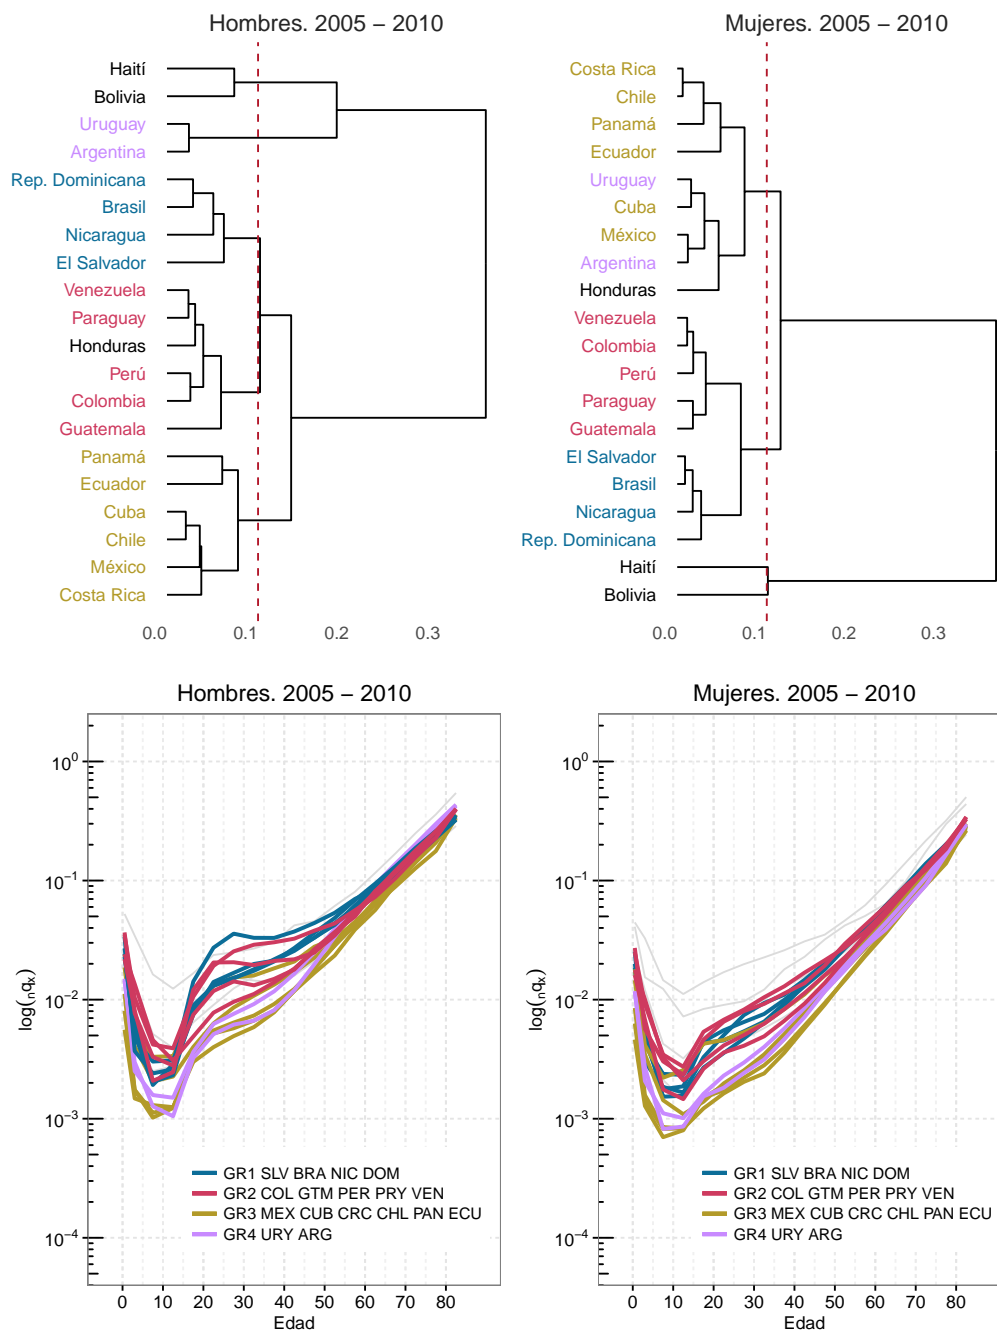 Hombres. 2005 – 2010
Haití
Bolivia
Uruguay
Argentina
Rep. Dominicana
Brasil
Nicaragua
El Salvador
Venezuela
Paraguay
Honduras
Perú
Colombia
Guatemala
Panamá
Ecuador
Cuba
Chile
México
Costa Rica
0.0 0.1 0.2 0.3
Mujeres. 2005 – 2010
Costa Rica
Chile
Panamá
Ecuador
Uruguay
Cuba
México
Argentina
Honduras
Venezuela
Colombia
Perú
Paraguay
Guatemala
El Salvador
Brasil
Nicaragua
Rep. Dominicana
Haití
Bolivia
0.0 0.1 0.2 0.3
Hombres. 2005 – 2010
log(nqx)
10^0
10^−1
10^−2
10^−3
10^−4
GR1 SLV BRA NIC DOM
GR2 COL GTM PER PRY VEN
GR3 MEX CUB CRC CHL PAN ECU
GR4 URY ARG
0 10 20 30 40 50 60 70 80
Edad
Mujeres. 2005 – 2010
log(nqx)
10^0
10^−1
10^−2
10^−3
10^−4
GR1 SLV BRA NIC DOM
GR2 COL GTM PER PRY VEN
GR3 MEX CUB CRC CHL PAN ECU
GR4 URY ARG
0 10 20 30 40 50 60 70 80
Edad